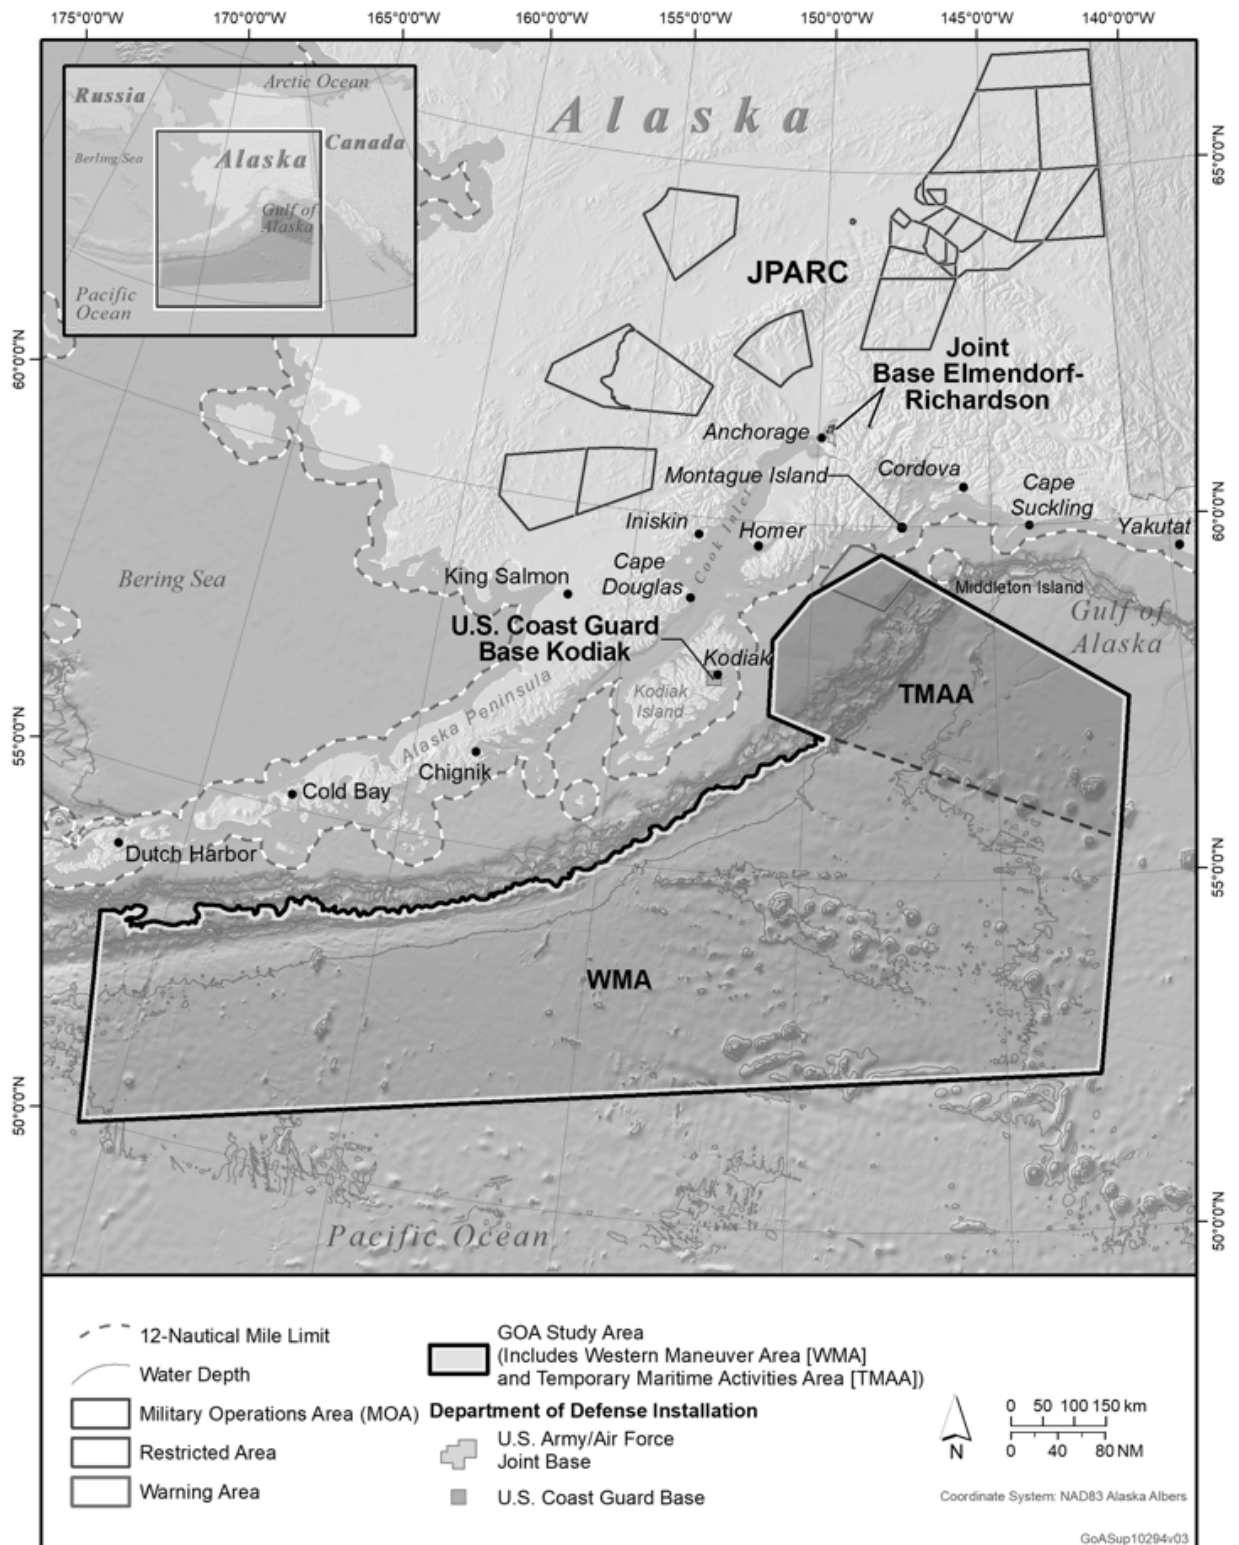 175°0'0"W 170°0'0"W 165°0'0"W 160°0'0"W 155°0'0"W 150°0'0"W 145°0'0"W 140°0'0"W
Arctic Ocean
Russia
Canada
Berling Sea
Alaska
Gulf of
Alaska
Pacific
Ocean
Alaska
65°0'0"N
JPARC
60°0'0"N
Joint
Base Elmendorf-
Richardson
Anchorage
Montague Island
Cordova
Cape
Suckling
60°0'0"N
Yakutat
Iniskin
Cook Inlet
Homer
Cape
Douglas
King Salmon
Bering Sea
Middleton Island
Gulf of
Alaska
U.S. Coast Guard
Base Kodiak
Kodiak
Kodiak
Island
TMAA
Alaska Peninsula
55°0'0"N
Chignik
Cold Bay
Dutch Harbor
55°0'0"N
WMA
50°0'0"N
50°0'0"N
Pacific Ocean
12-Nautical Mile Limit
Water Depth
Military Operations Area (MOA)
Restricted Area
Warning Area
GOA Study Area
(Includes Western Maneuver Area [WMA]
and Temporary Maritime Activities Area [TMAA])
Department of Defense Installation
U.S. Army/Air Force
Joint Base
U.S. Coast Guard Base
N
0 50 100 150 km
0 40 80 NM
Coordinate System: NAD83 Alaska Albers
GoASup10294v03